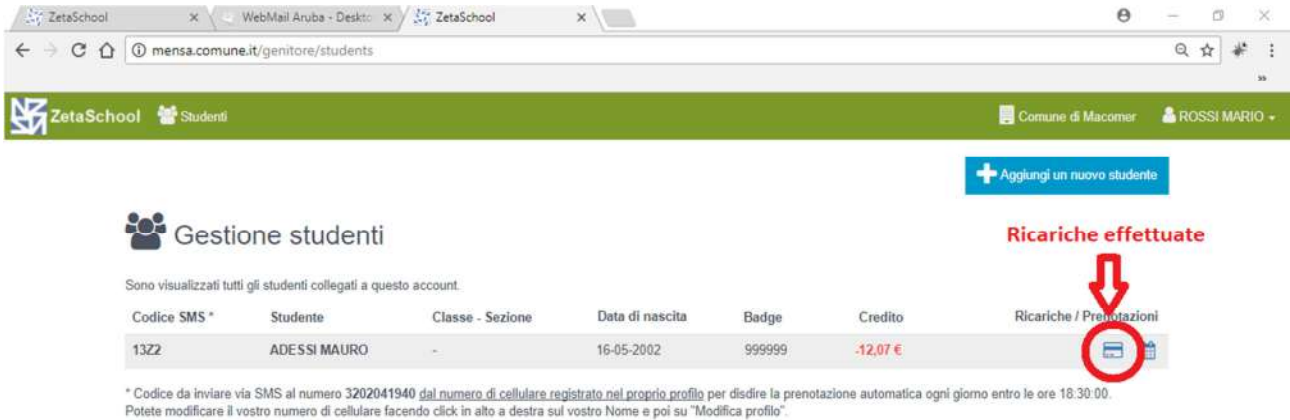 ZetaSchool
WebMail Aruba - Deskto
ZetaSchool
mensa.comune.it/genitore/students
ZetaSchool Studenti Comune di Macomer ROSSI MARIO
Aggiungi un nuovo studente
Gestione studenti
Ricariche effettuate
Sono visualizzati tutti gli studenti collegati a questo account.
Codice SMS * Studente Classe - Sezione Data di nascita Badge Credito Ricariche / Prenotazioni
13Z2 ADESSI MAURO - 16-05-2002 999999 -12,07 €
* Codice da inviare via SMS al numero 3202041940 dal numero di cellulare registrato nel proprio profilo per disdire la prenotazione automatica ogni giorno entro le ore 18:30:00.
Potete modificare il vostro numero di cellulare facendo click in alto a destra sul vostro Nome e poi su "Modifica profilo".